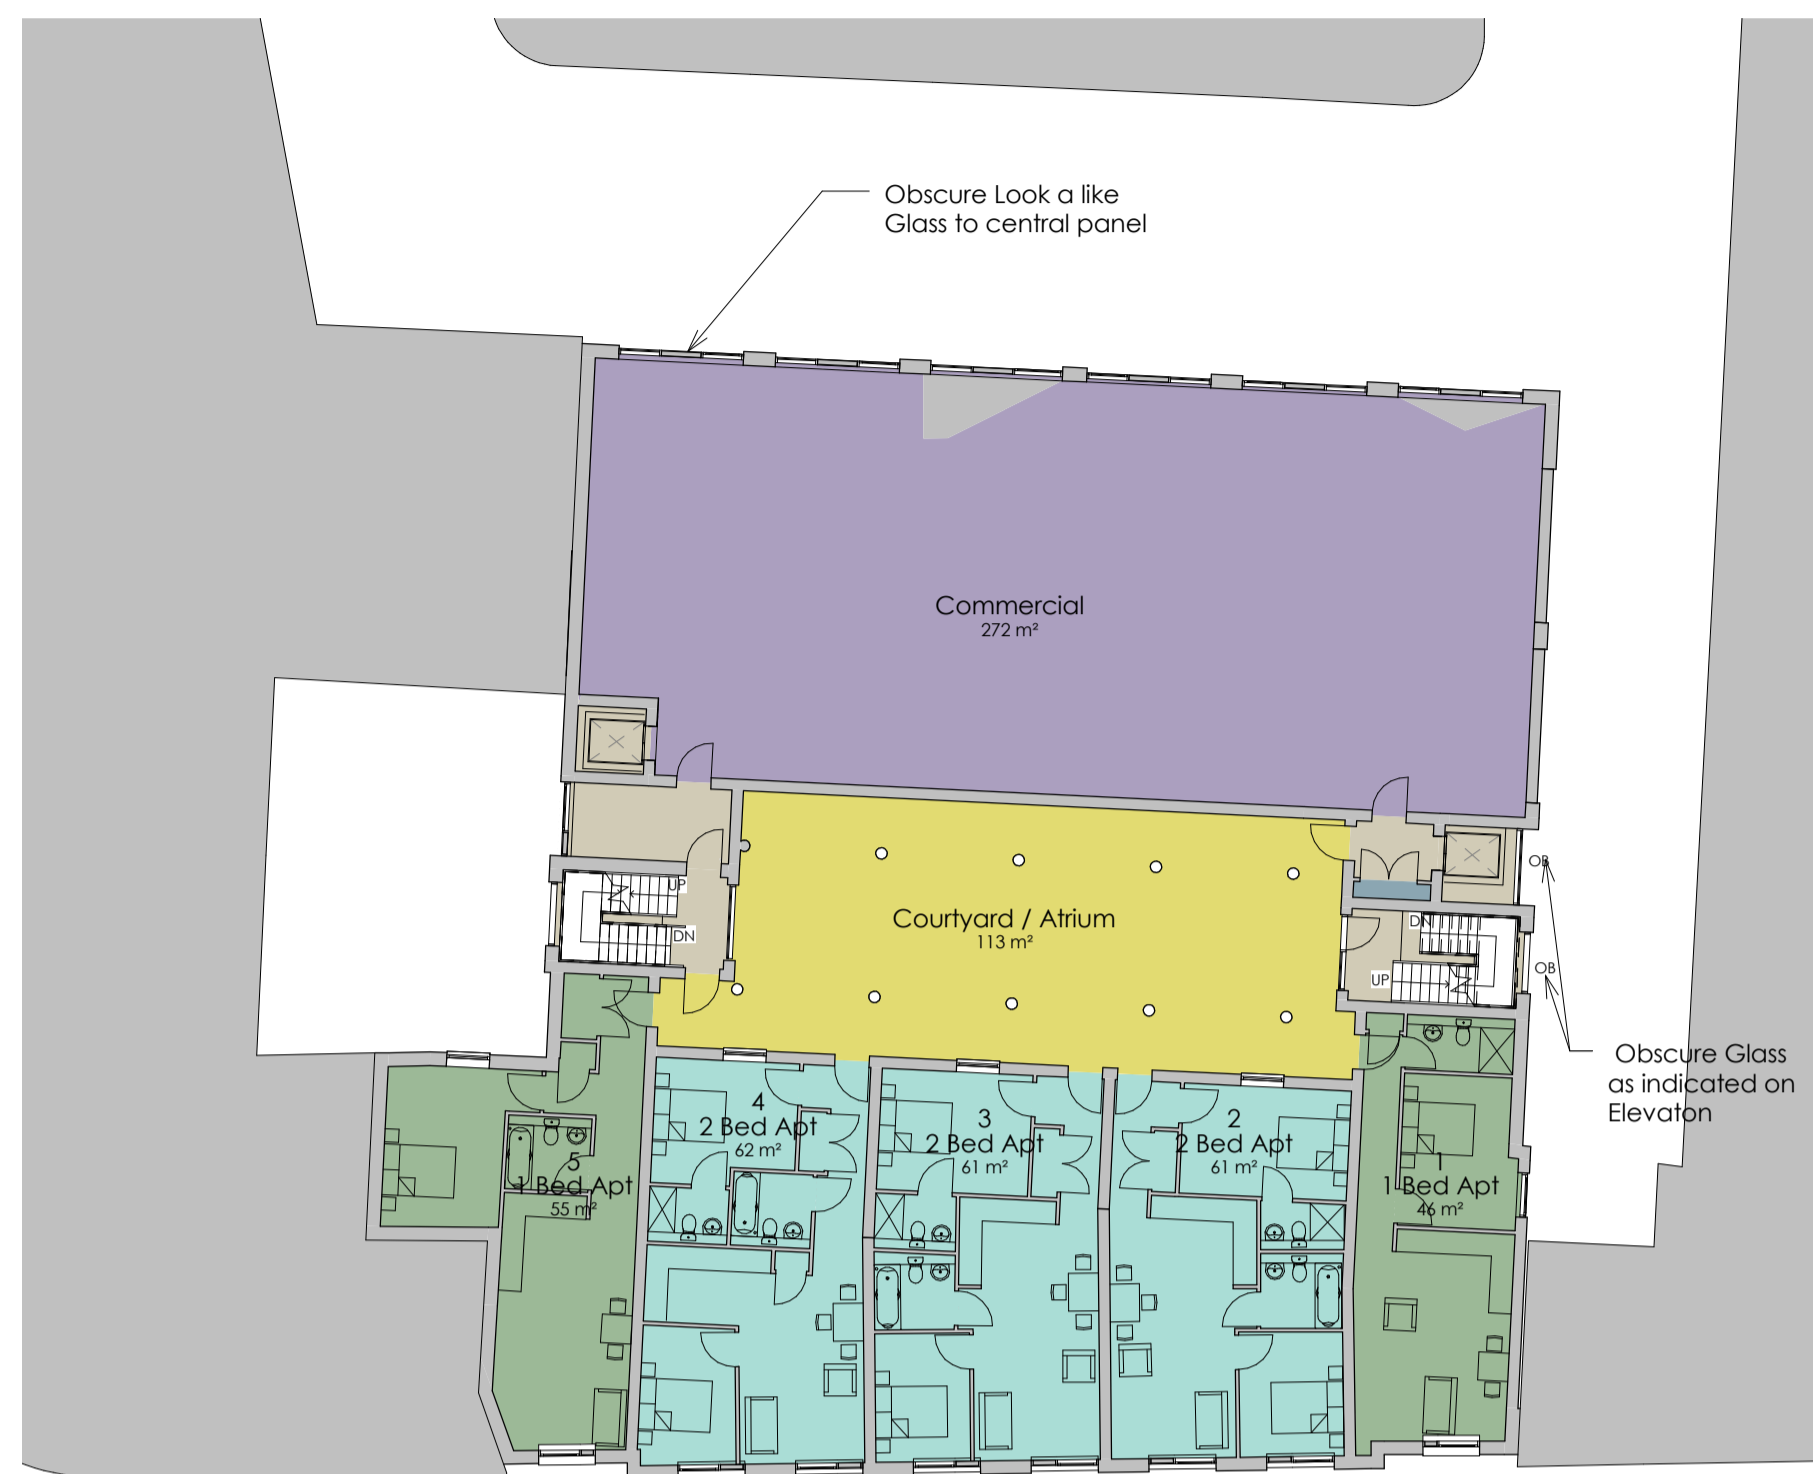 Obscure Look a like
Glass to central panel
Commercial
272 m²
UP
DN
Courtyard / Atrium
113 m²
DN
UP
OB
OB
Obscure Glass
as indicated on
Elevaton
5
1 Bed Apt
55 m²
4
2 Bed Apt
62 m²
3
2 Bed Apt
61 m²
2
2 Bed Apt
61 m²
1
1 Bed Apt
46 m²